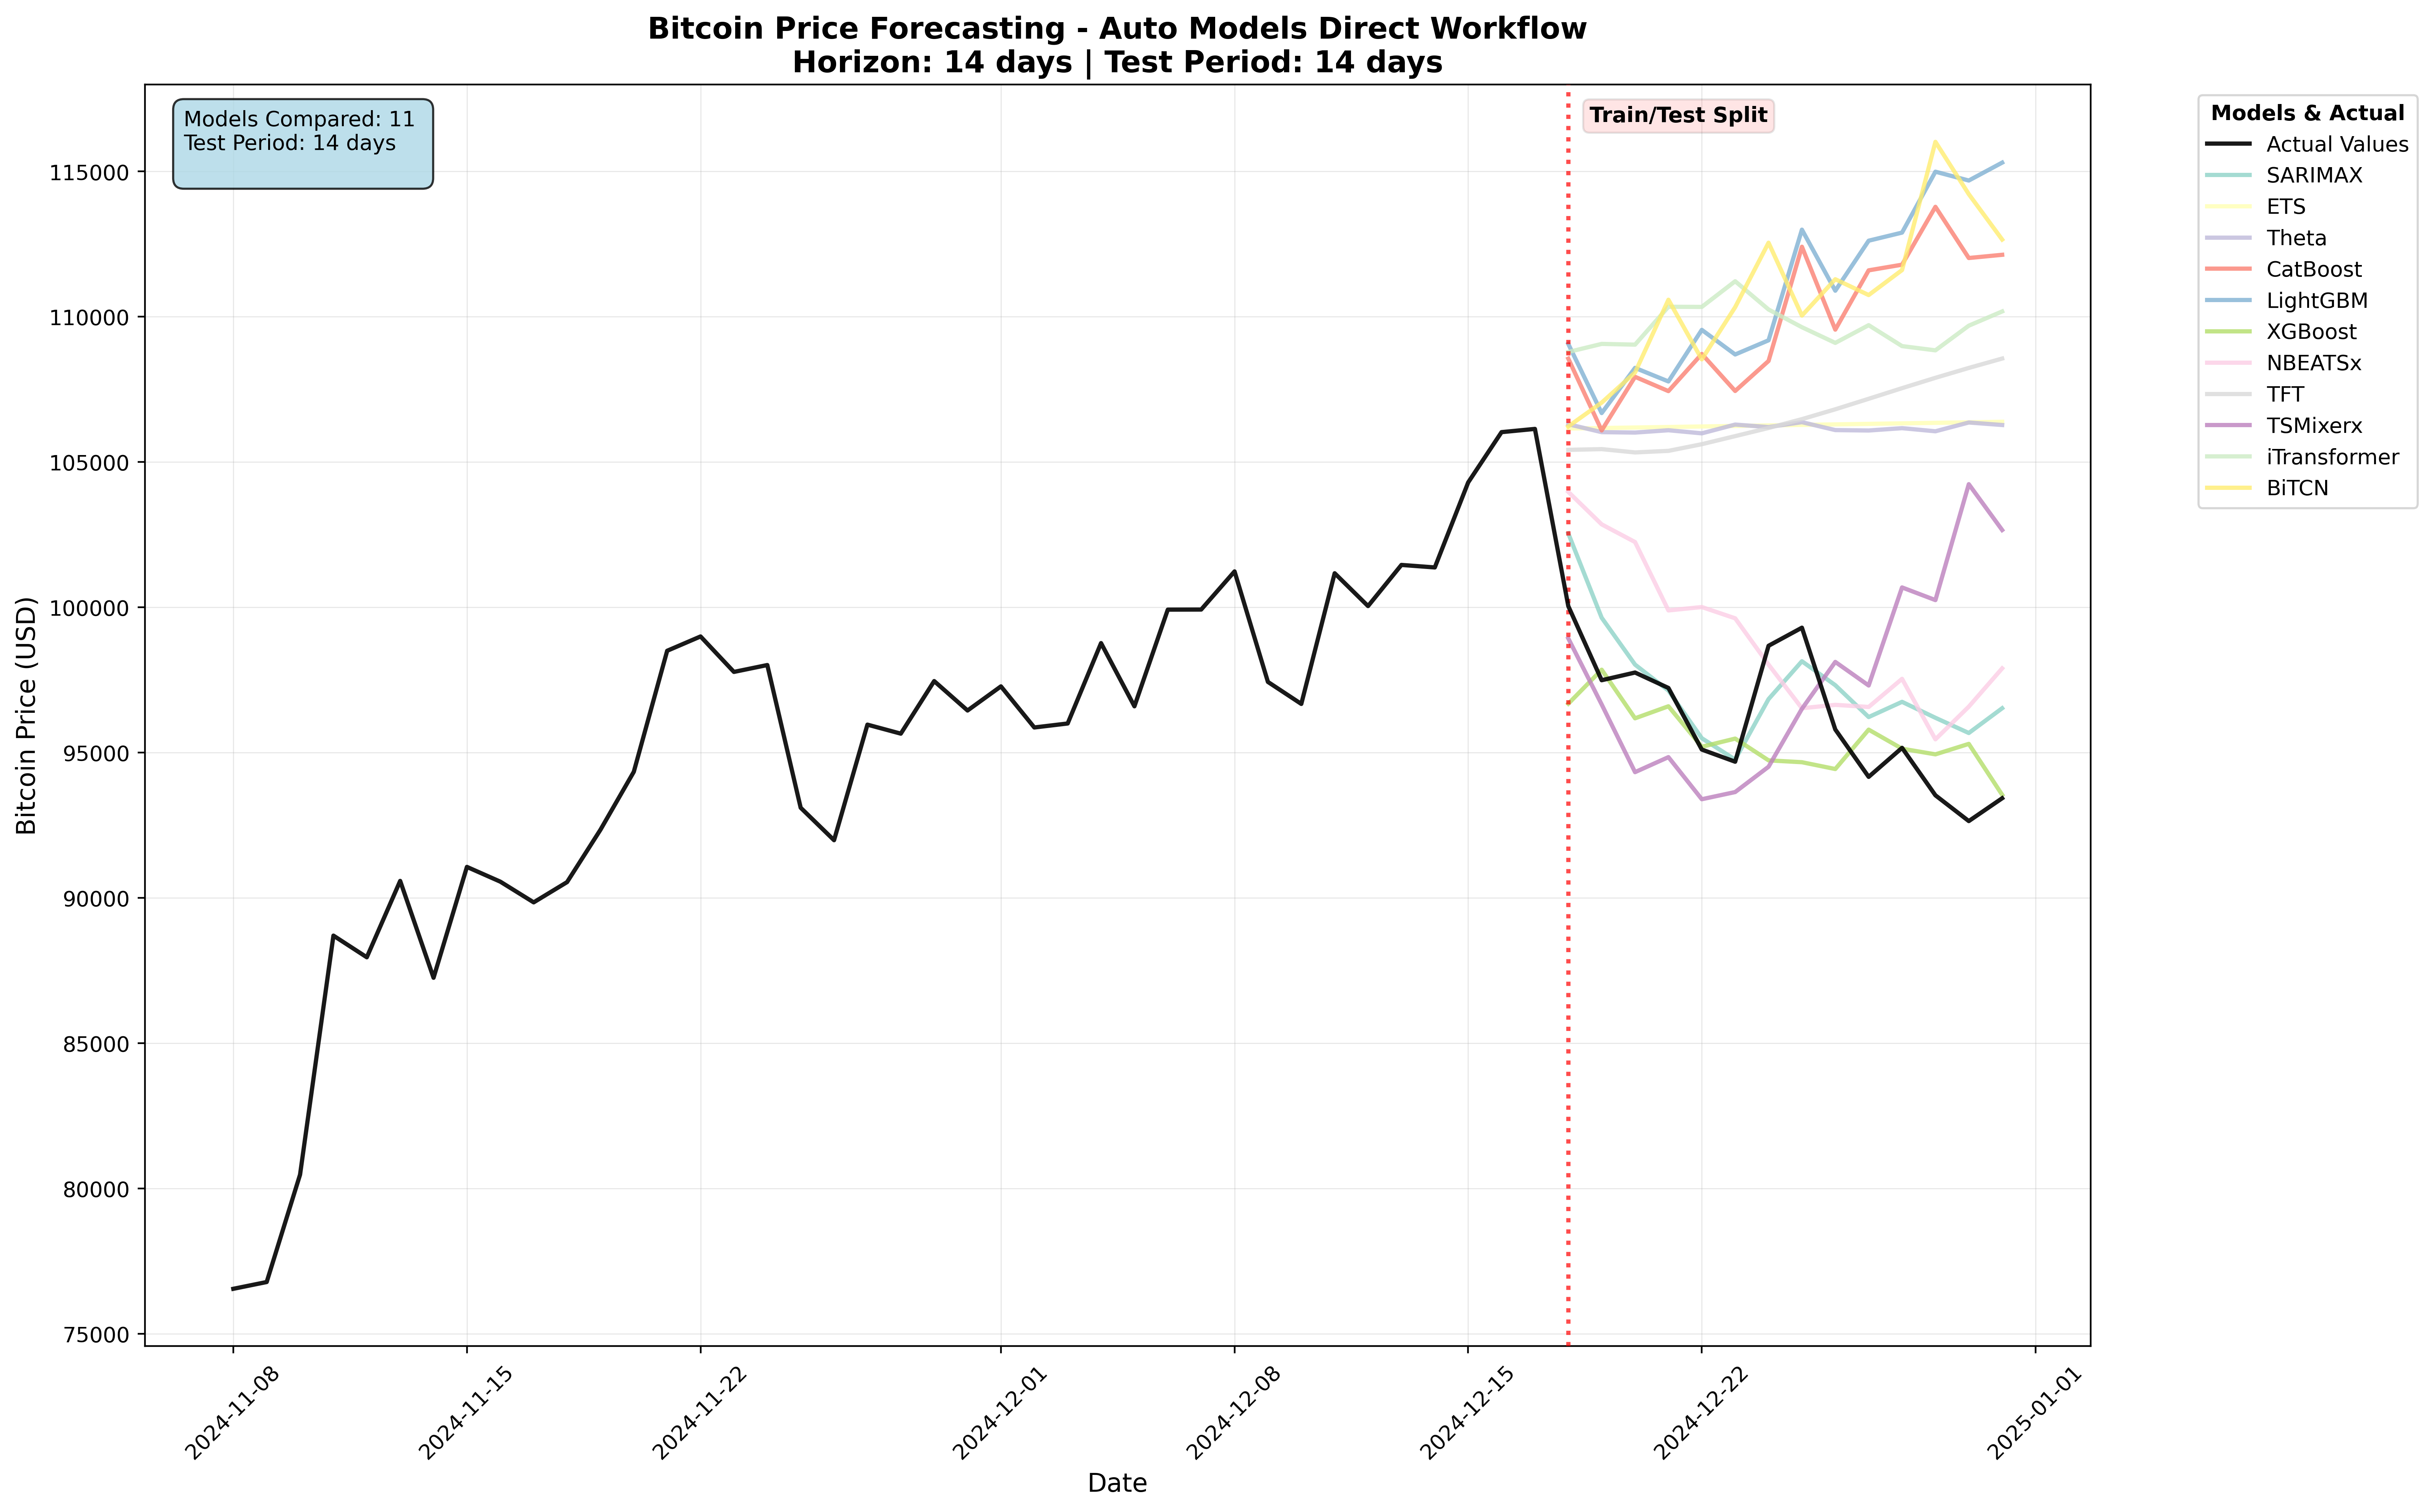 Bitcoin Price Forecasting - Auto Models Direct Workflow
Horizon: 14 days | Test Period: 14 days
Models Compared: 11
Test Period: 14 days
Train/Test Split
Models & Actual
Actual Values
SARIMAX
ETS
Theta
CatBoost
LightGBM
XGBoost
NBEATSx
TFT
TSMixerx
iTransformer
BiTCN
Bitcoin Price (USD)
115000
110000
105000
100000
95000
90000
85000
80000
75000
2024-11-08
2024-11-15
2024-11-22
2024-12-01
2024-12-08
2024-12-15
2024-12-22
2025-01-01
Date